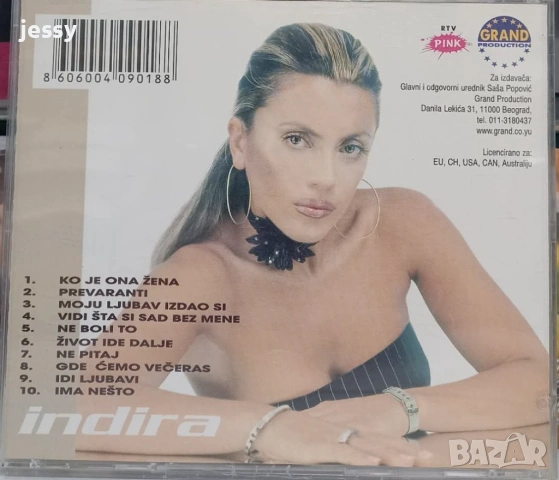 jessy
8 606004 090188
RTV
PINK
GRAND
PRODUCTION
Za izdavača:
Glavni i odgovorni urednik Saša Popović
Grand Production
Danila Lekića 31, 11000 Beograd,
tel. 011-3180437
www.grand.co.yu
Licencirano za:
EU, CH, USA, CAN, Australiju
1. KO JE ONA ŽENA
2. PREVARANTI
3. MOJU LJUBAV IZDAO SI
4. VIDI ŠTA SI SAD BEZ MENE
5. NE BOLI TO
6. ŽIVOT IDE DALJE
7. NE PITAJ
8. GDE ĆEMO VEČERAS
9. IDI LJUBAVI
10. IMA NEŠTO
indira
BAZAR